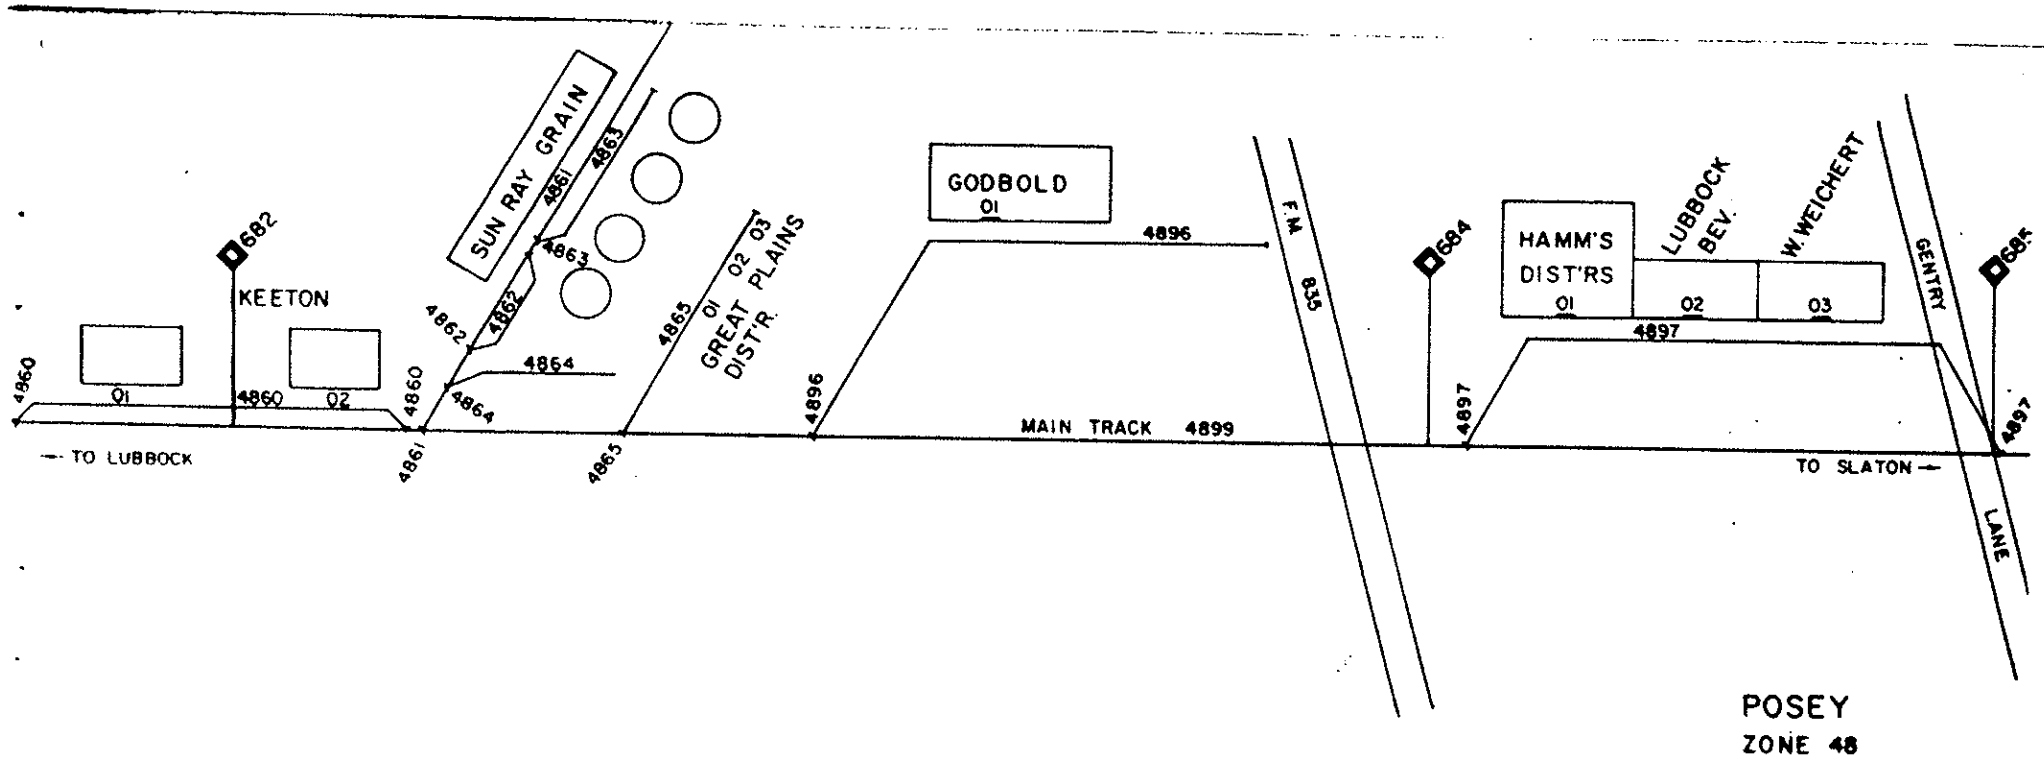 682
KEETON
4860
01
4860
02
4860
SUN RAY GRAIN
4861
4863
4863
4862
4862
4864
4864
4861
4865
01 02 03
GREAT PLAINS
DIST'R.
4865
GODBOLD
01
4896
4896
MAIN TRACK 4899
F.M. 835
684
HAMM'S
DIST'RS
01
LUBBOCK
BEV.
02
W.WEICHERT
03
4897
4897
GENTRY
LANE
685
4897
TO LUBBOCK
TO SLATON
POSEY
ZONE 48